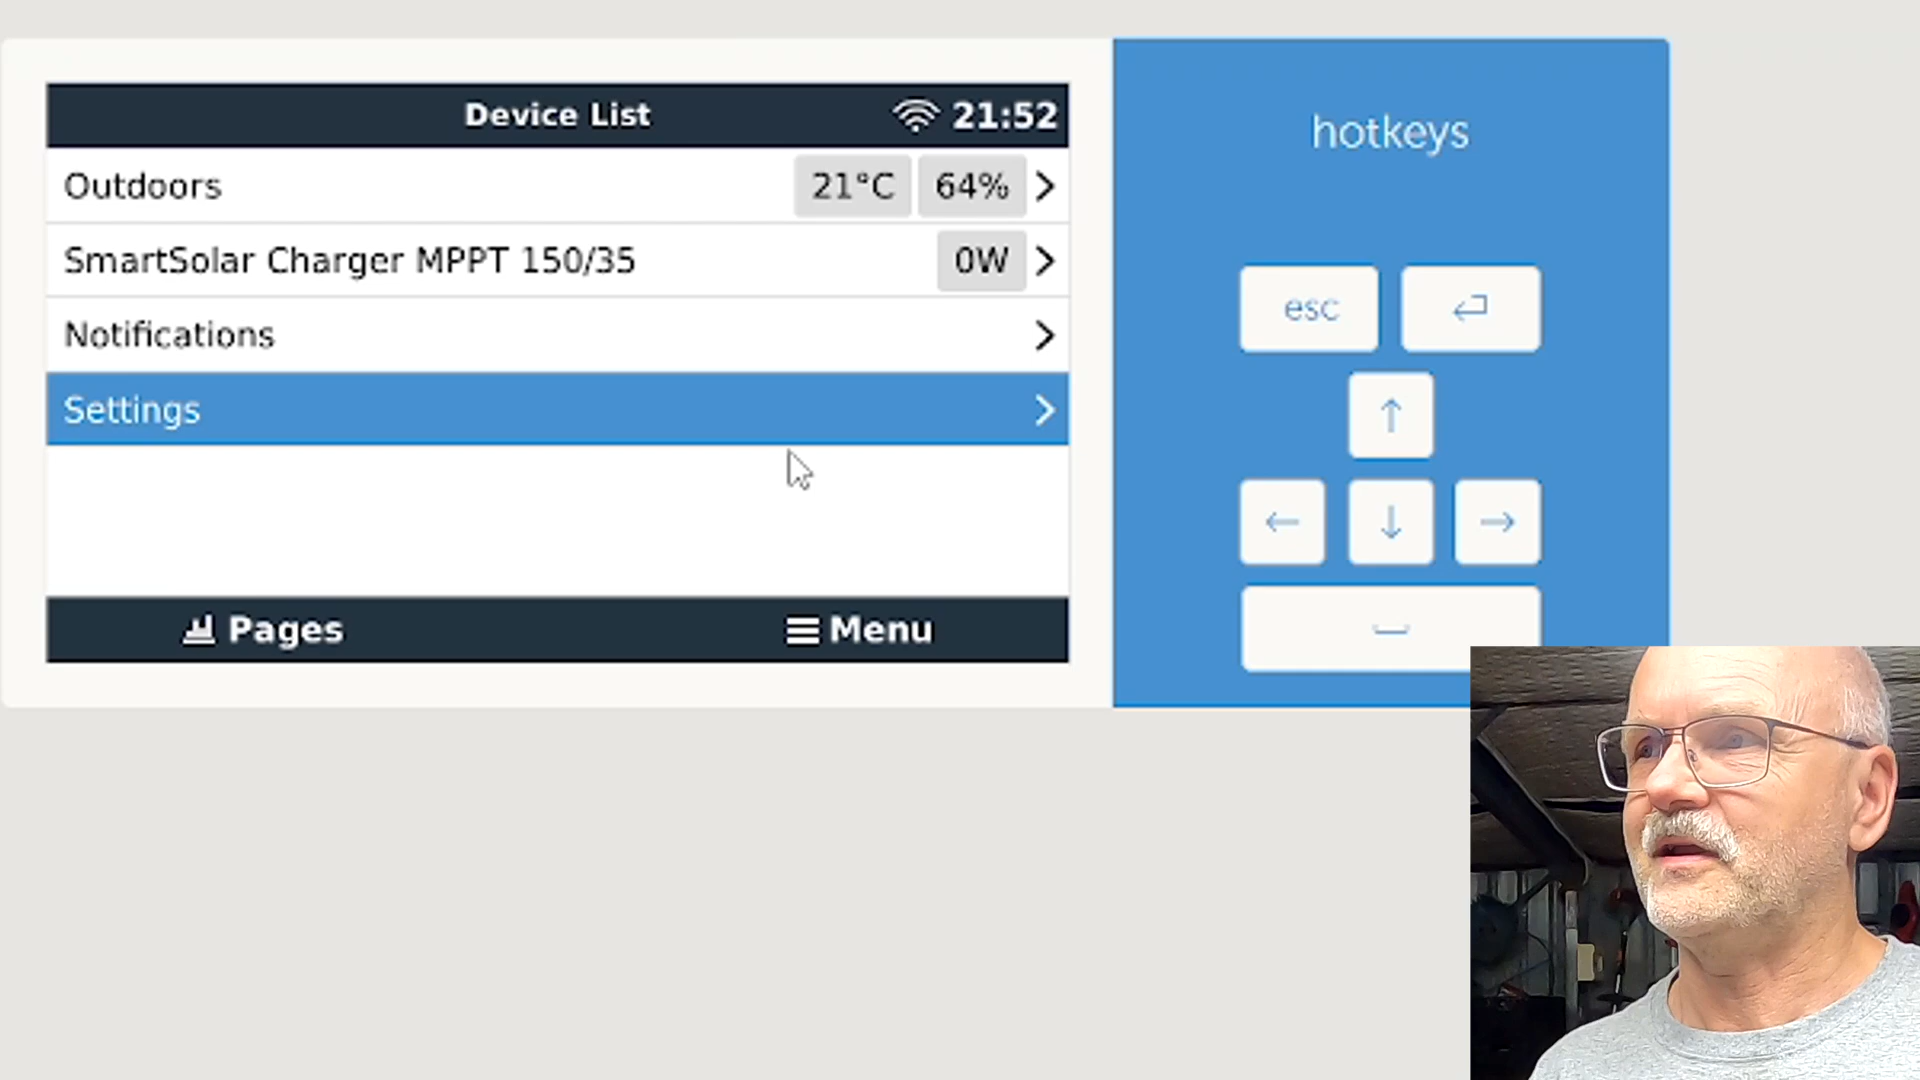 Device List 21:52
Outdoors 21°C 64%
SmartSolar Charger MPPT 150/35 0W
Notifications
Settings
Pages Menu
hotkeys
esc